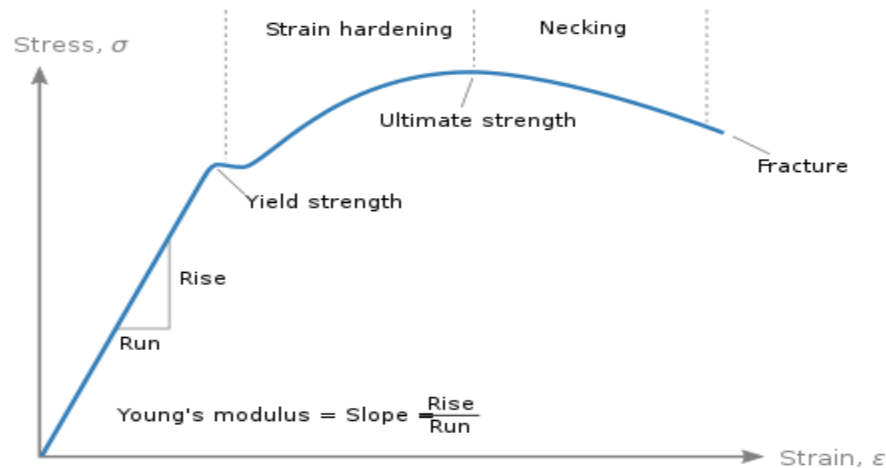 Strain hardening
Necking
Stress, σ
Ultimate strength
Fracture
Yield strength
Rise
Run
Young's modulus = Slope = Rise
Run
Strain, ε